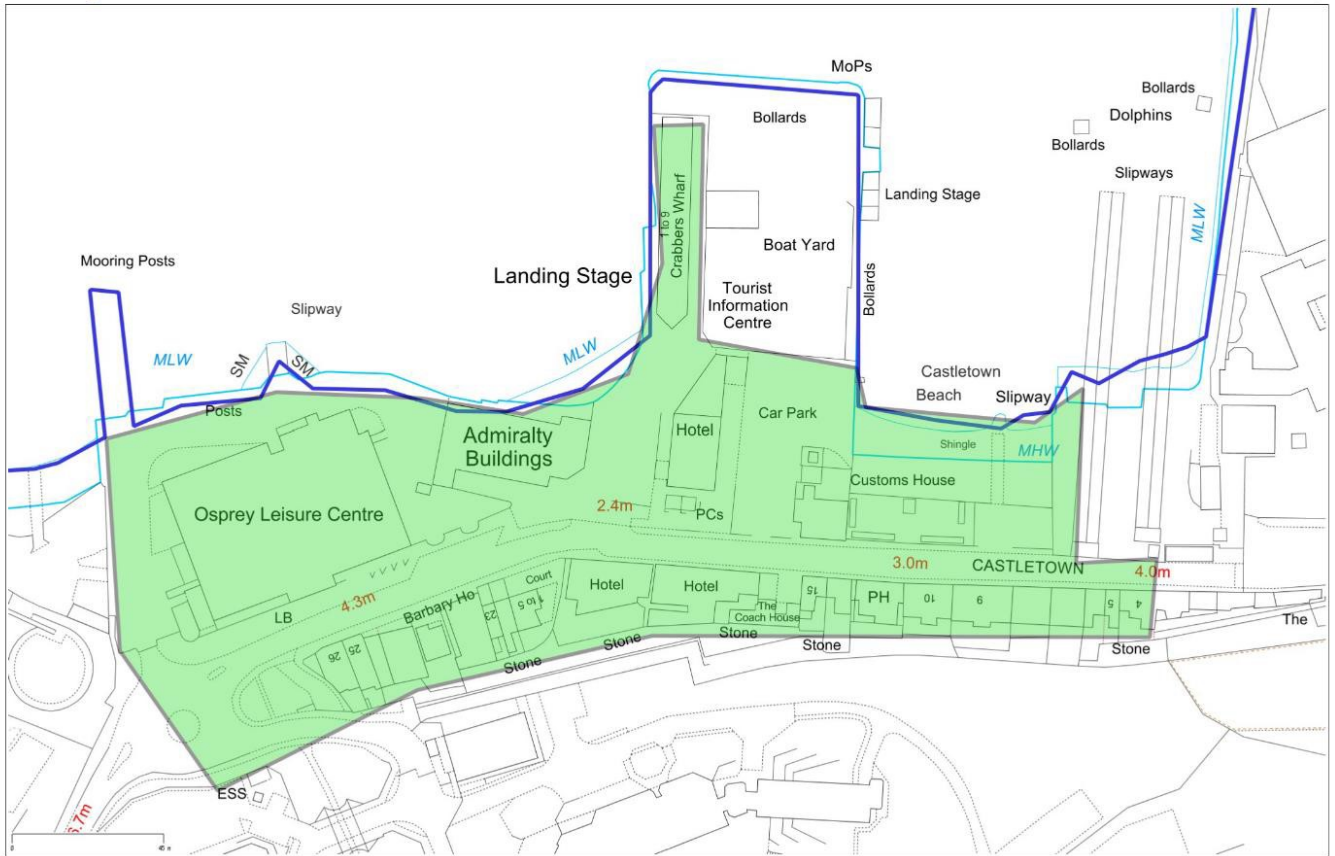 MoPs
Bollards
Bollards
Dolphins
Bollards
Slipways
Landing Stage
1 to 9
Crabbers Wharf
Boat Yard
MLW
Mooring Posts
Landing Stage
Tourist
Information
Centre
Bollards
Slipway
MLW
SM
SM
MLW
Castletown
Beach
Slipway
Posts
Car Park
Hotel
Admiralty
Buildings
Shingle
MHW
Customs House
Osprey Leisure Centre
2.4m
PCs
3.0m
CASTLETOWN
4.0m
4.3m
LB
Barbary Ho
Court
1 to 5
23
Hotel
Hotel
The
Coach House
15
PH
10
9
5
4
The
26
25
Stone
Stone
Stone
Stone
Stone
ESS